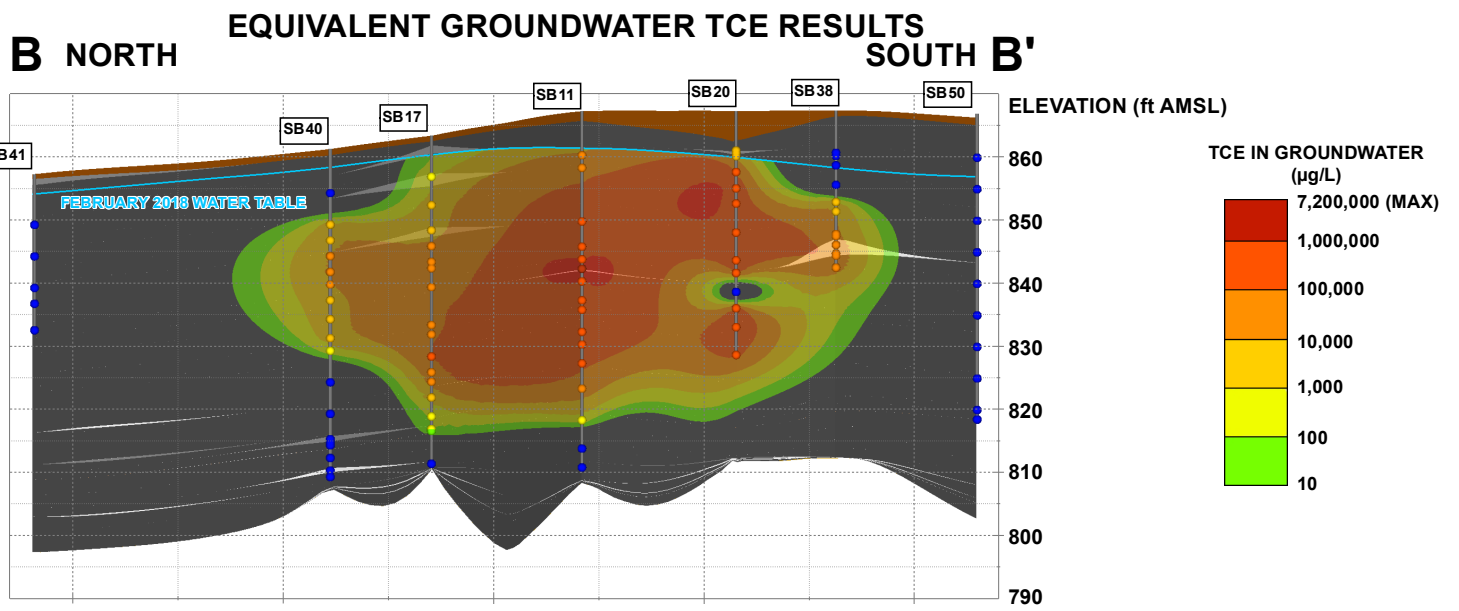 EQUIVALENT GROUNDWATER TCE RESULTS
B NORTH
SOUTH B'
SB11
SB20
SB38
SB50
SB17
SB40
B41
ELEVATION (ft AMSL)
FEBRUARY 2018 WATER TABLE
860
850
840
830
820
810
800
790
TCE IN GROUNDWATER
(µg/L)
7,200,000 (MAX)
1,000,000
100,000
10,000
1,000
100
10